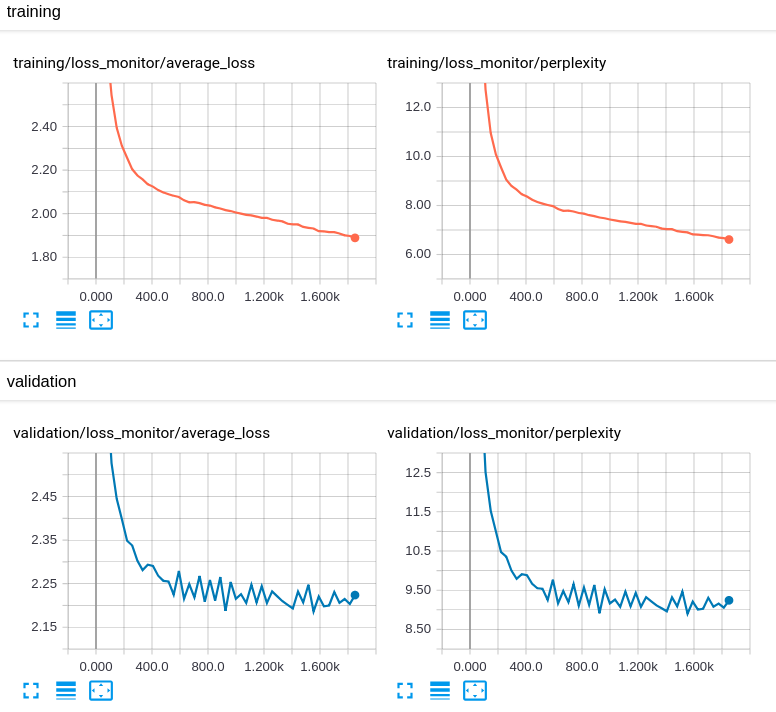 training
training/loss_monitor/average_loss
2.40
2.20
2.00
1.80
0.000 400.0 800.0 1.200k 1.600k
training/loss_monitor/perplexity
12.0
10.0
8.00
6.00
0.000 400.0 800.0 1.200k 1.600k
validation
validation/loss_monitor/average_loss
2.45
2.35
2.25
2.15
0.000 400.0 800.0 1.200k 1.600k
validation/loss_monitor/perplexity
12.5
11.5
10.5
9.50
8.50
0.000 400.0 800.0 1.200k 1.600k